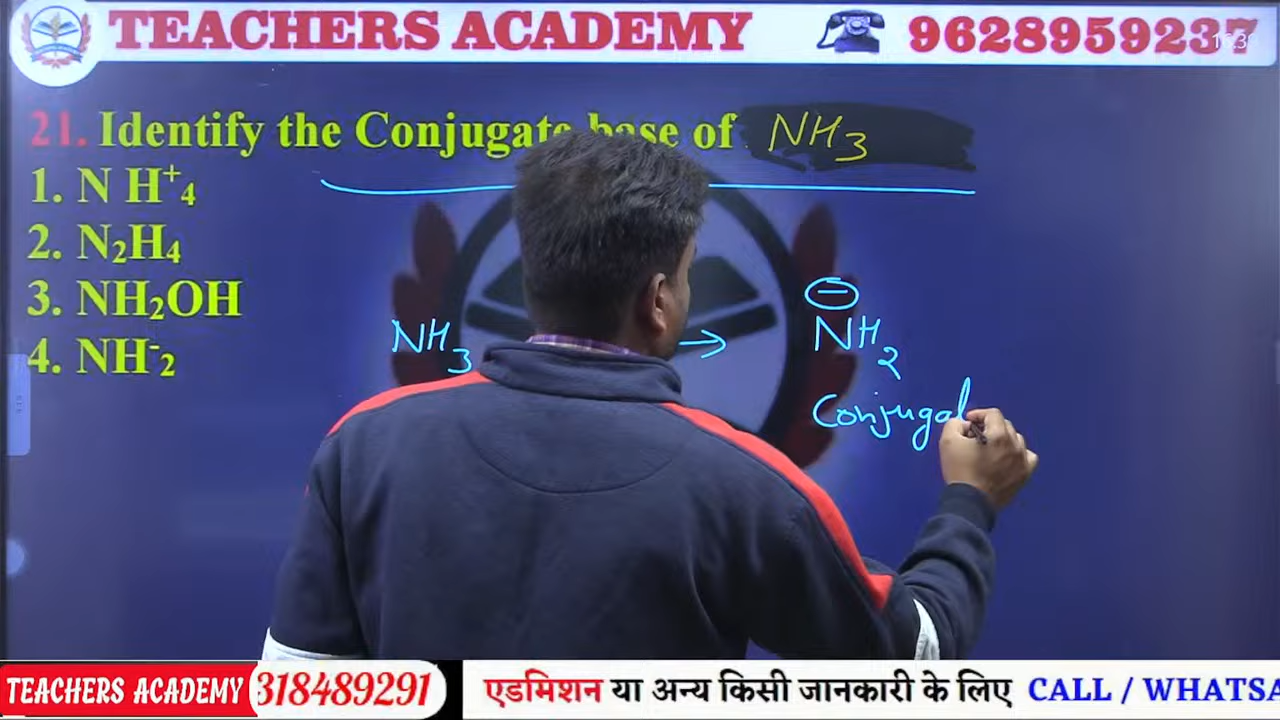 TEACHERS ACADEMY 9628959237
21. Identify the Conjugate base of NH3
1. N H⁺₄
2. N₂H₄
3. NH₂OH
4. NH⁻₂
NH3 → NH2 ⊖
Conjugat
TEACHERS ACADEMY 318489291 एडमिशन या अन्य किसी जानकारी के लिए CALL / WHATSA